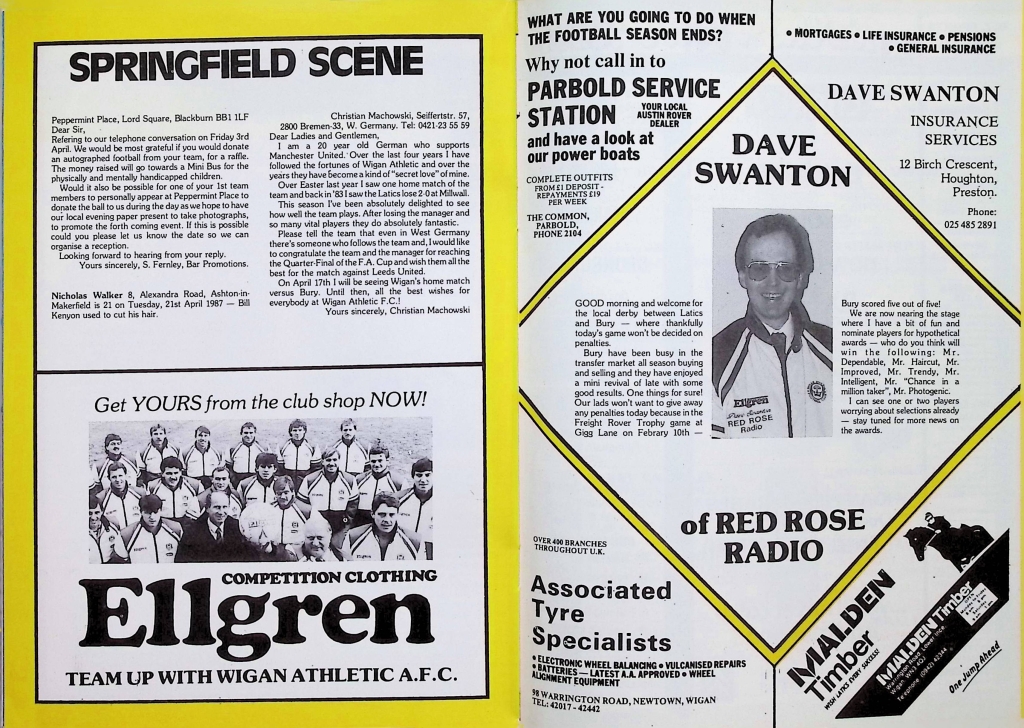 SPRINGFIELD SCENE
Peppermint Place, Lord Square, Blackburn BB1 1LF
Dear Sir,
Refering to our telephone conversation on Friday 3rd
April. We would be most grateful if you would donate
an autographed football from your team, for a raffle.
The money raised will go towards a Mini Bus for the
physically and mentally handicapped children.
Would it also be possible for one of your 1st team
members to personally appear at Peppermint Place to
donate the ball to us during the day as we hope to have
our local evening paper present to take photographs,
to promote the forth coming event. If this is possible
could you please let us know the date so we can
organise a reception.
Looking forward to hearing from your reply.
Yours sincerely, S. Fernley, Bar Promotions.
Nicholas Walker 8, Alexandra Road, Ashton-in-
Makerfield is 21 on Tuesday, 21st April 1987 — Bill
Kenyon used to cut his hair.
Christian Machowski, Seiffertstr. 57,
2800 Bremen-33, W. Germany. Tel: 0421-23 55 59
Dear Ladies and Gentlemen,
I am a 20 year old German who supports
Manchester United. Over the last four years I have
followed the fortunes of Wigan Athletic and over the
years they have become a kind of "secret love" of mine.
Over Easter last year I saw one home match of the
team and back in '83 I saw the Latics lose 2-0 at Millwall.
This season I've been absolutely delighted to see
how well the team plays. After losing the manager and
so many vital players they do absolutely fantastic.
Please tell the team that even in West Germany
there's someone who follows the team and, I would like
to congratulate the team and the manager for reaching
the Quarter-Final of the F.A. Cup and wish them all the
best for the match against Leeds United.
On April 17th I will be seeing Wigan's home match
versus Bury. Until then, all the best wishes for
everybody at Wigan Athletic F.C.!
Yours sincerely, Christian Machowski
Get YOURS from the club shop NOW!
COMPETITION CLOTHING
Ellgren
TEAM UP WITH WIGAN ATHLETIC A.F.C.
WHAT ARE YOU GOING TO DO WHEN
THE FOOTBALL SEASON ENDS?
Why not call in to
PARBOLD SERVICE
STATION
YOUR LOCAL
AUSTIN ROVER
DEALER
and have a look at
our power boats
COMPLETE OUTFITS
FROM £1 DEPOSIT -
REPAYMENTS £19
PER WEEK
THE COMMON,
PARBOLD,
PHONE 2104
• MORTGAGES • LIFE INSURANCE • PENSIONS
• GENERAL INSURANCE
DAVE SWANTON
INSURANCE
SERVICES
12 Birch Crescent,
Houghton,
Preston.
Phone:
025 485 2891
DAVE
SWANTON
GOOD morning and welcome for
the local derby between Latics
and Bury — where thankfully
today's game won't be decided on
penalties.
Bury have been busy in the
transfer market all season buying
and selling and they have enjoyed
a mini revival of late with some
good results. One things for sure!
Our lads won't want to give away
any penalties today because in the
Freight Rover Trophy game at
Gigg Lane on Febrary 10th —
Ellgren
Dave Swanton
RED ROSE
Radio
Bury scored five out of five!
We are now nearing the stage
where I have a bit of fun and
nominate players for hypothetical
awards — who do you think will
win the following: Mr.
Dependable, Mr. Haircut, Mr.
Improved, Mr. Trendy, Mr.
Intelligent, Mr. "Chance in a
million taker", Mr. Photogenic.
I can see one or two players
worrying about selections already
— stay tuned for more news on
the awards.
of RED ROSE
RADIO
OVER 400 BRANCHES
THROUGHOUT U.K.
Associated
Tyre
Specialists
• ELECTRONIC WHEEL BALANCING • VULCANISED REPAIRS
• BATTERIES – LATEST A.A. APPROVED • WHEEL
ALIGNMENT EQUIPMENT
98 WARRINGTON ROAD, NEWTOWN, WIGAN
TEL: 42017 - 42442
MALDEN
Timber
WISH LATICS EVERY SUCCESS!
MALDEN Timber
One Jump Ahead